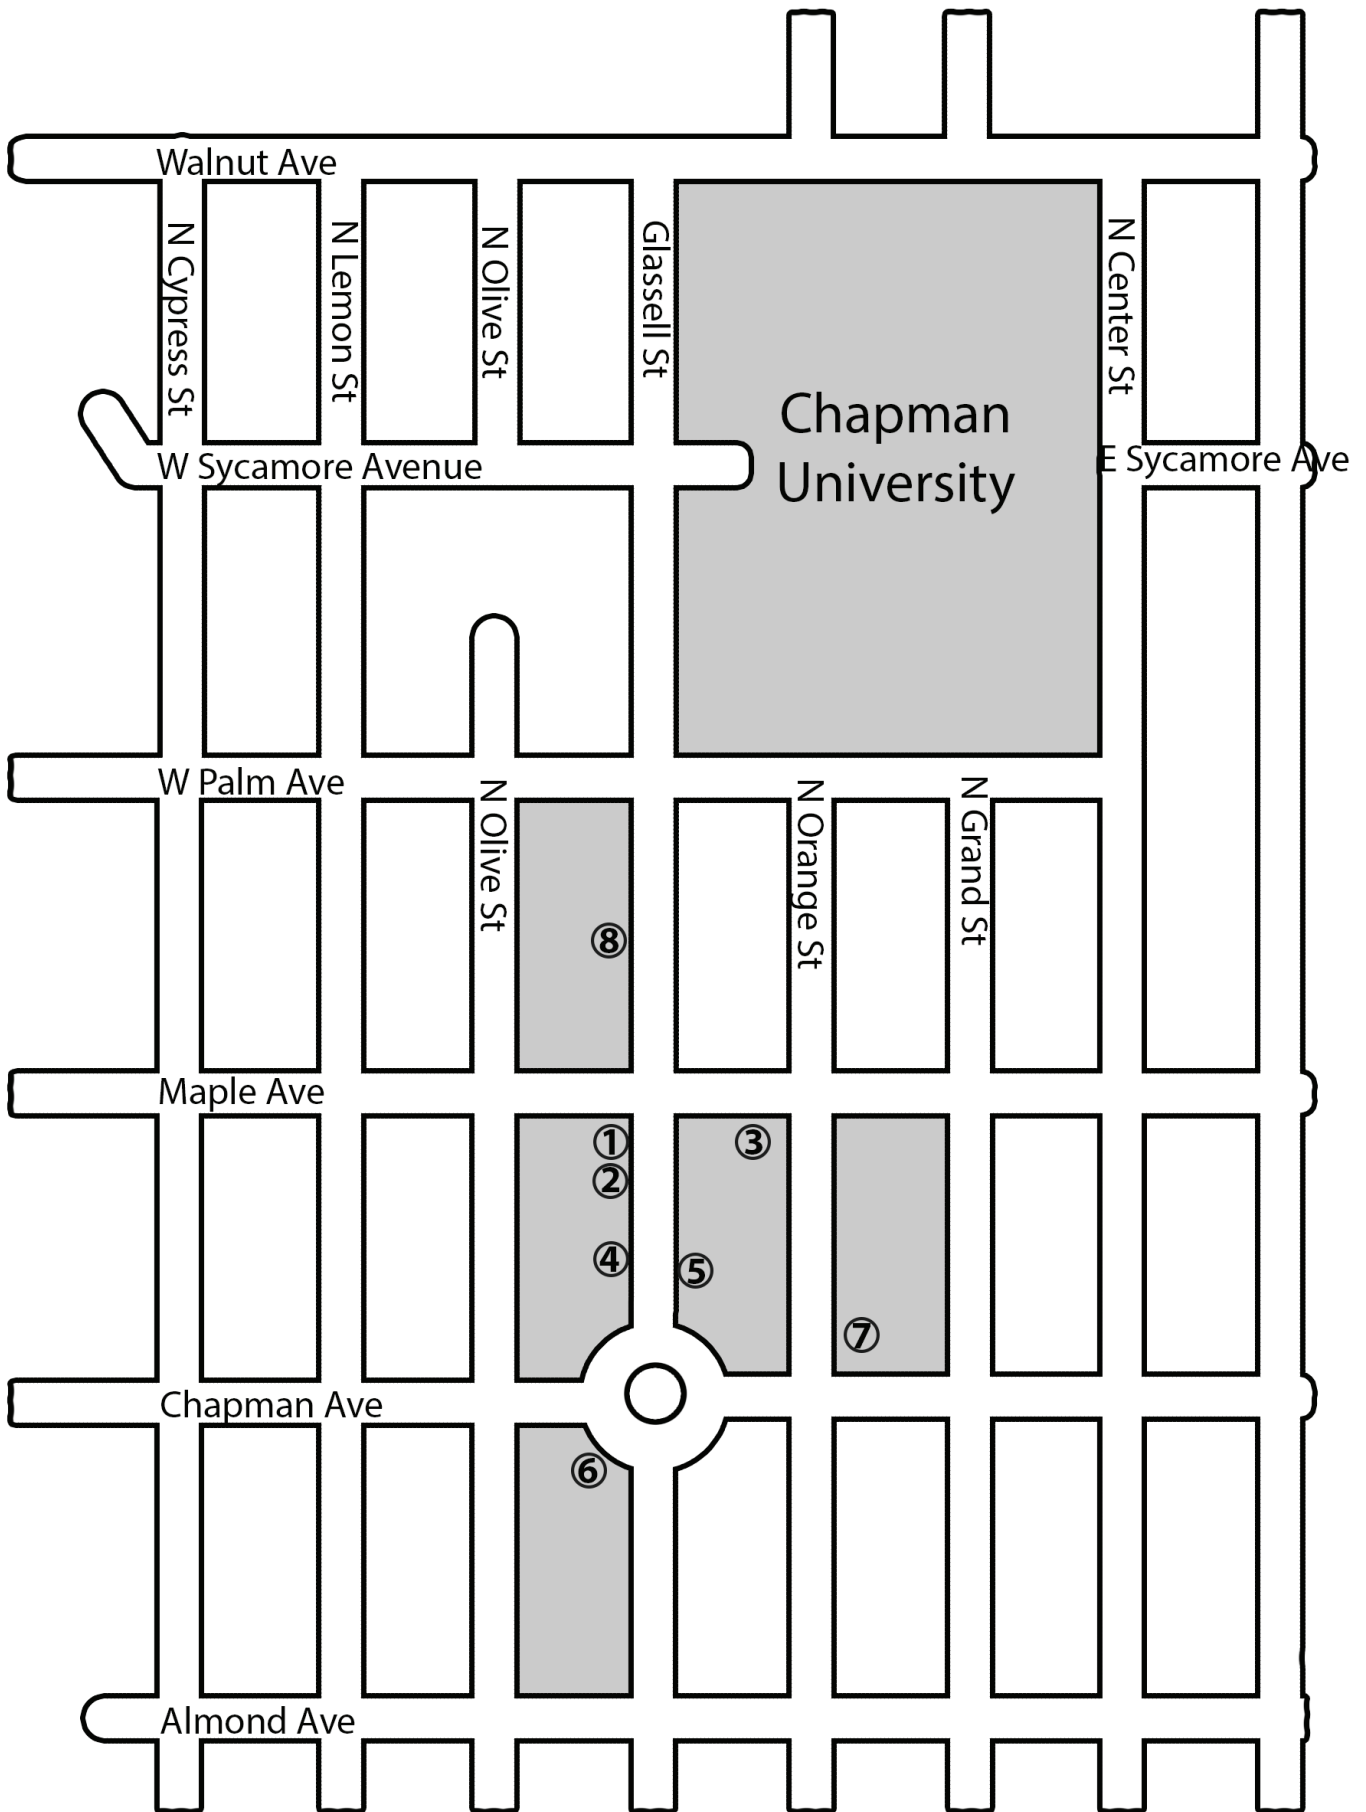 Walnut Ave
N Cypress St
N Lemon St
N Olive St
Glassell St
N Center St
Chapman
University
W Sycamore Avenue
E Sycamore Ave
W Palm Ave
N Olive St
N Orange St
N Grand St
⑧
Maple Ave
①
③
②
④
⑤
⑦
Chapman Ave
⑥
Almond Ave